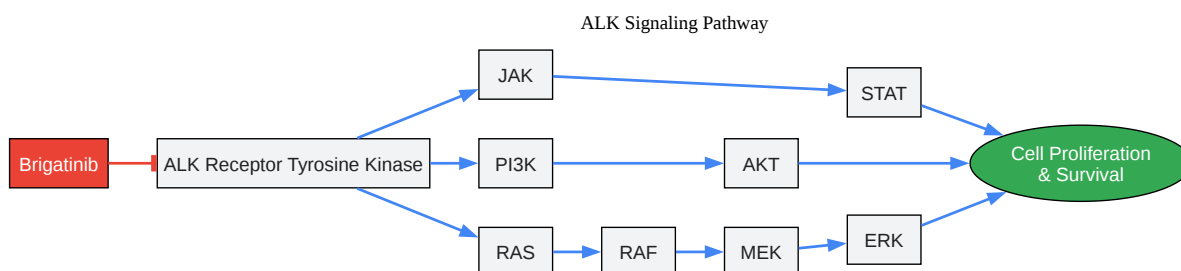 ALK Signaling Pathway
JAK
STAT
Brigatinib
ALK Receptor Tyrosine Kinase
PI3K
AKT
Cell Proliferation
& Survival
RAS
RAF
MEK
ERK